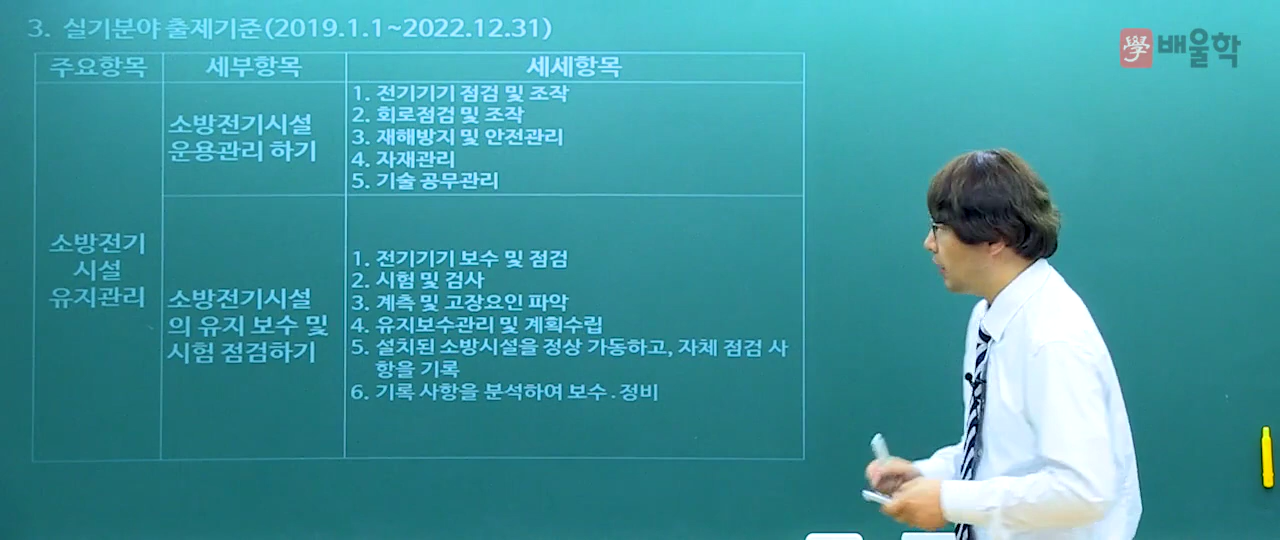 3. 실기분야 출제기준(2019.1.1~2022.12.31)
學 배울학
주요항목 세부항목 세세항목
소방전기
시설
유지관리
소방전기시설
운용관리 하기
1. 전기기기 점검 및 조작
2. 회로점검 및 조작
3. 재해방지 및 안전관리
4. 자재관리
5. 기술 공무관리
소방전기시설
의 유지 보수 및
시험 점검하기
1. 전기기기 보수 및 점검
2. 시험 및 검사
3. 계측 및 고장요인 파악
4. 유지보수관리 및 계획수립
5. 설치된 소방시설을 정상 가동하고, 자체 점검 사
항을 기록
6. 기록 사항을 분석하여 보수·정비